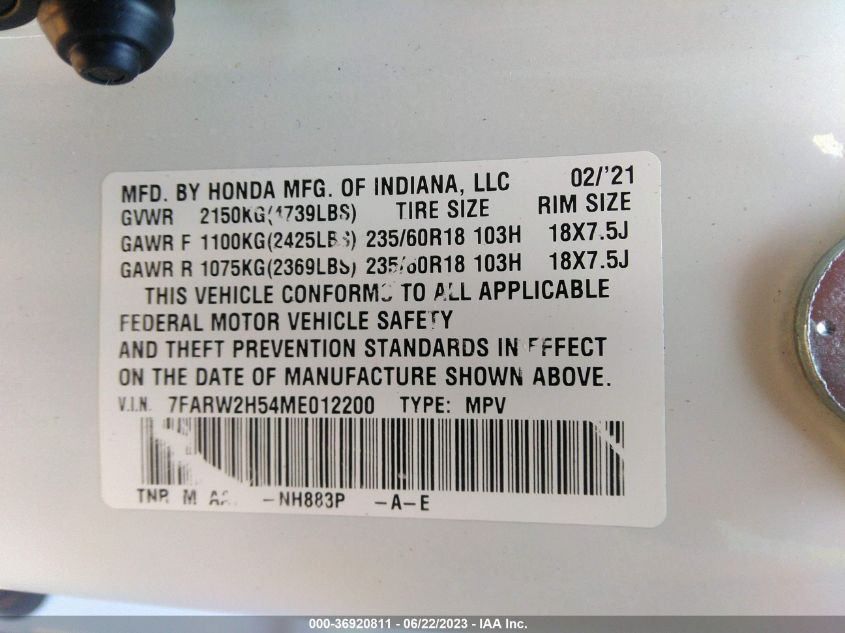 MFD. BY HONDA MFG. OF INDIANA, LLC 02/'21
GVWR 2150KG(4739LBS) TIRE SIZE RIM SIZE
GAWR F 1100KG(2425LBS) 235/60R18 103H 18X7.5J
GAWR R 1075KG(2369LBS) 235/60R18 103H 18X7.5J
THIS VEHICLE CONFORMS TO ALL APPLICABLE
FEDERAL MOTOR VEHICLE SAFETY
AND THEFT PREVENTION STANDARDS IN EFFECT
ON THE DATE OF MANUFACTURE SHOWN ABOVE.
V.I.N. 7FARW2H54ME012200 TYPE: MPV
-NH883P -A-E
000-36920811 - 06/22/2023 - IAA Inc.